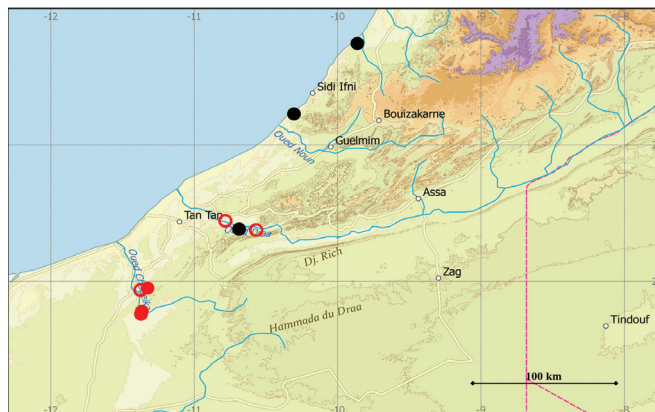 -12 -11 -10 -9 -8
Sidi Ifni
Bouizakarne
Oued Noun
Guelmim
Assa
Tan Tan
Dj. Rich
Zag
Hammada du Draa
Tindouf
100 km
-12 -11 -10 -9 -8